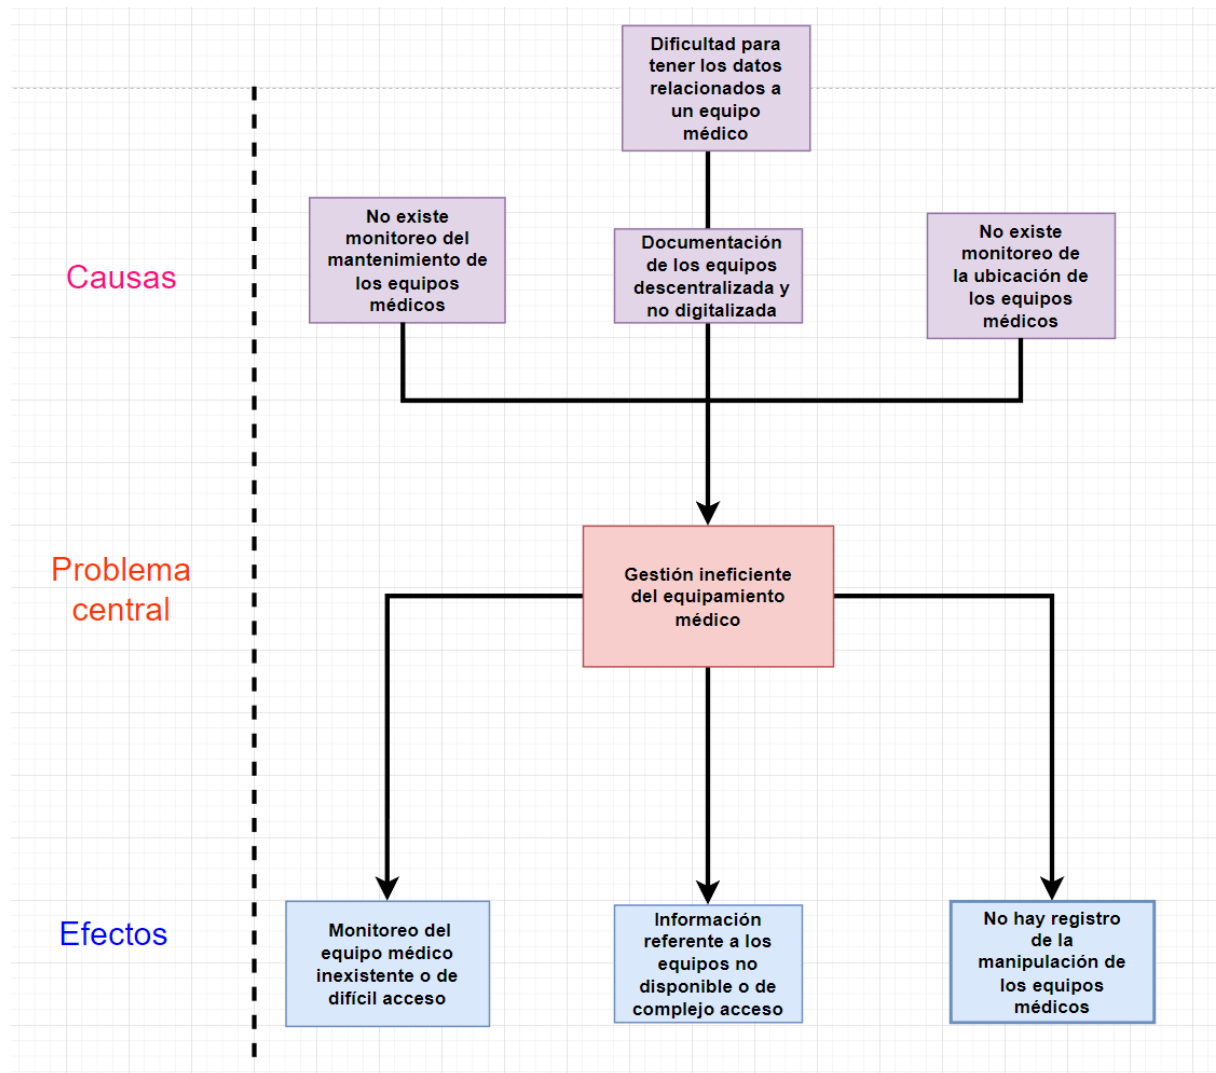 Dificultad para
tener los datos
relacionados a
un equipo
médico
No existe
monitoreo del
mantenimiento de
los equipos
médicos
Documentación
de los equipos
descentralizada y
no digitalizada
No existe
monitoreo de
la ubicación de
los equipos
médicos
Causas
Problema
central
Gestión ineficiente
del equipamiento
médico
Efectos
Monitoreo del
equipo médico
inexistente o de
difícil acceso
Información
referente a los
equipos no
disponible o de
complejo acceso
No hay registro
de la
manipulación de
los equipos
médicos